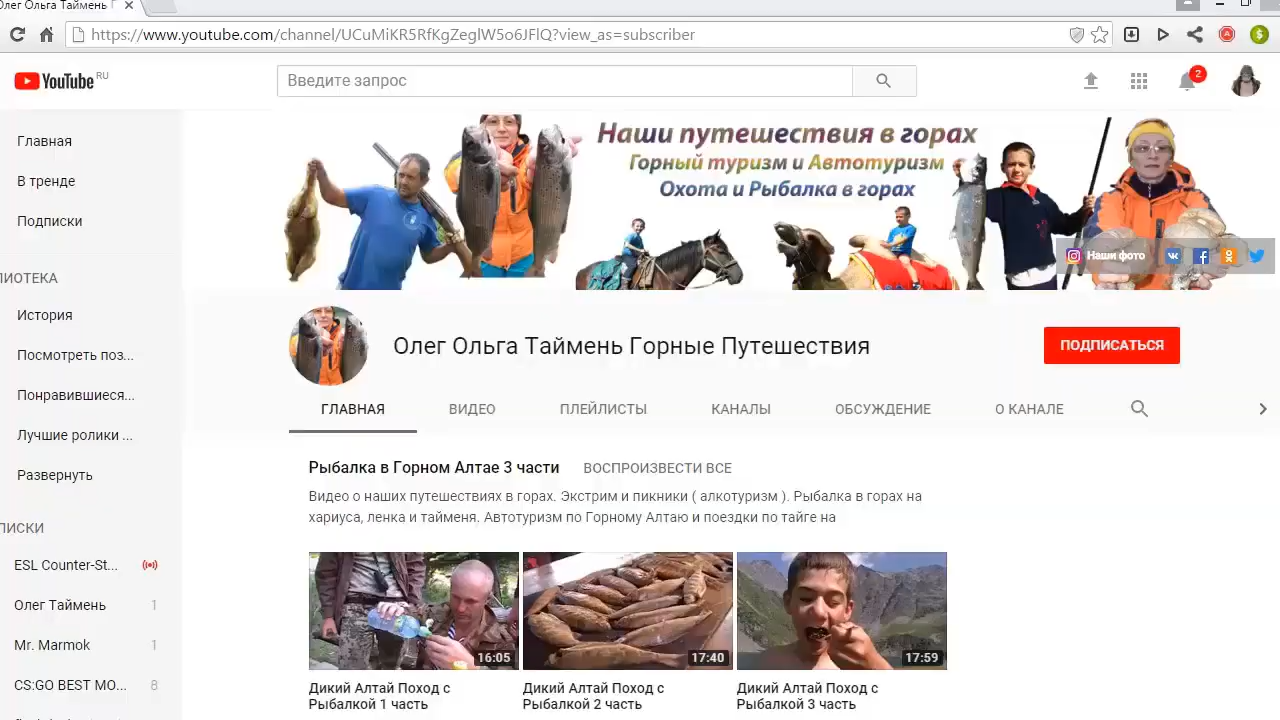 Олег Ольга Таймень Г
https://www.youtube.com/channel/UCuMiKR5RfKgZeglW5o6JFlQ?view_as=subscriber
YouTube RU
Введите запрос
2
Главная
В тренде
Подписки
ЛИОТЕКА
История
Посмотреть поз...
Понравившиеся...
Лучшие ролики ...
Развернуть
ПИСКИ
ESL Counter-St...
Олег Таймень 1
Mr. Marmok 1
CS:GO BEST MO... 8
Наши путешествия в горах
Горный туризм и Автотуризм
Охота и Рыбалка в горах
Наши фото
Олег Ольга Таймень Горные Путешествия
ПОДПИСАТЬСЯ
ГЛАВНАЯ ВИДЕО ПЛЕЙЛИСТЫ КАНАЛЫ ОБСУЖДЕНИЕ О КАНАЛЕ
Рыбалка в Горном Алтае 3 части ВОСПРОИЗВЕСТИ ВСЕ
Видео о наших путешествиях в горах. Экстрим и пикники ( алкотуризм ). Рыбалка в горах на
хариуса, ленка и тайменя. Автотуризм по Горному Алтаю и поездки по тайге на
16:05 17:40 17:59
Дикий Алтай Поход с
Рыбалкой 1 часть
Дикий Алтай Поход с
Рыбалкой 2 часть
Дикий Алтай Поход с
Рыбалкой 3 часть